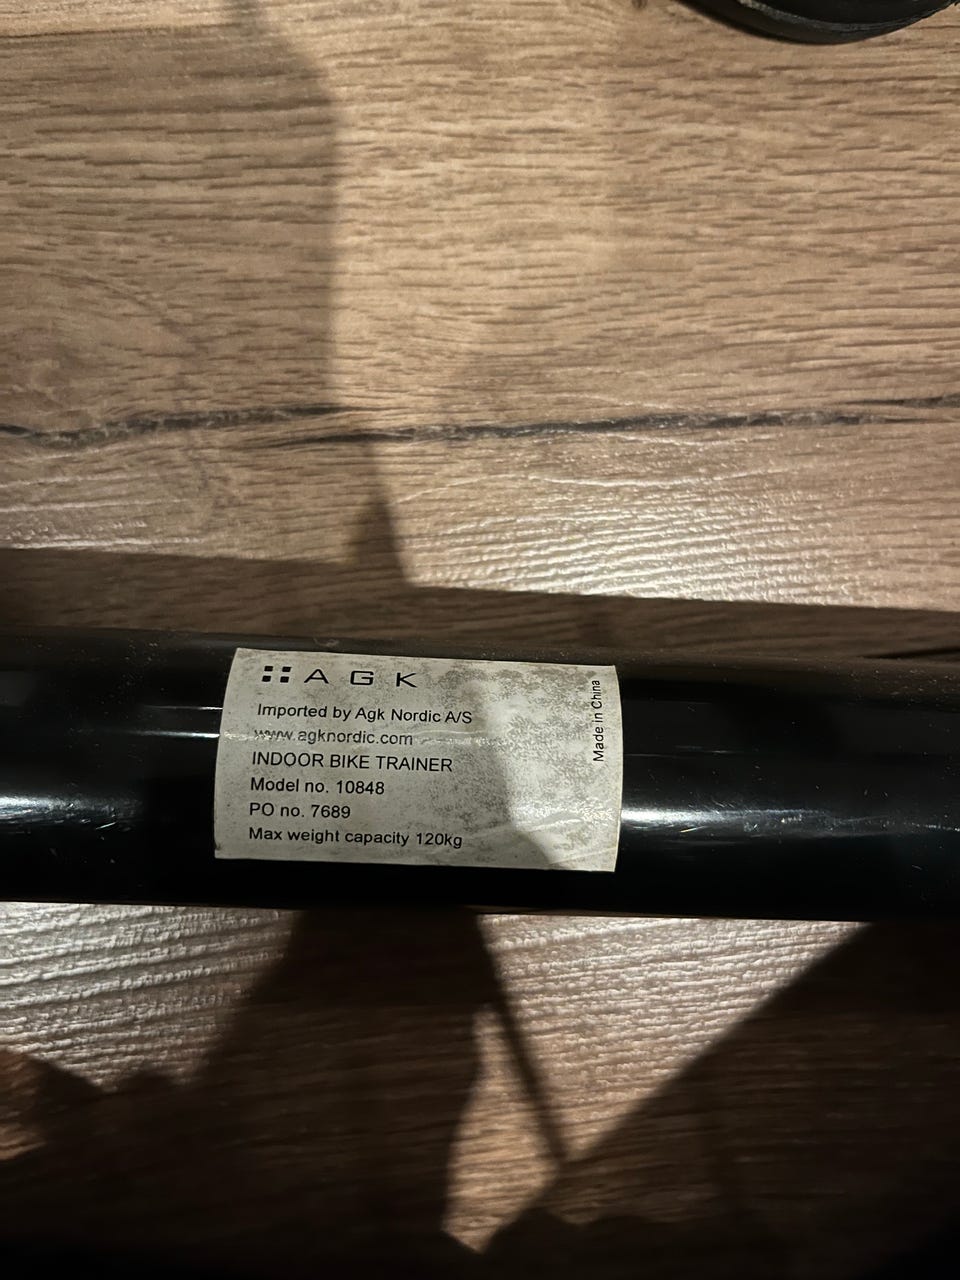 AGK
Imported by Agk Nordic A/S
www.agknordic.com
INDOOR BIKE TRAINER
Model no. 10848
PO no. 7689
Max weight capacity 120kg
Made in China